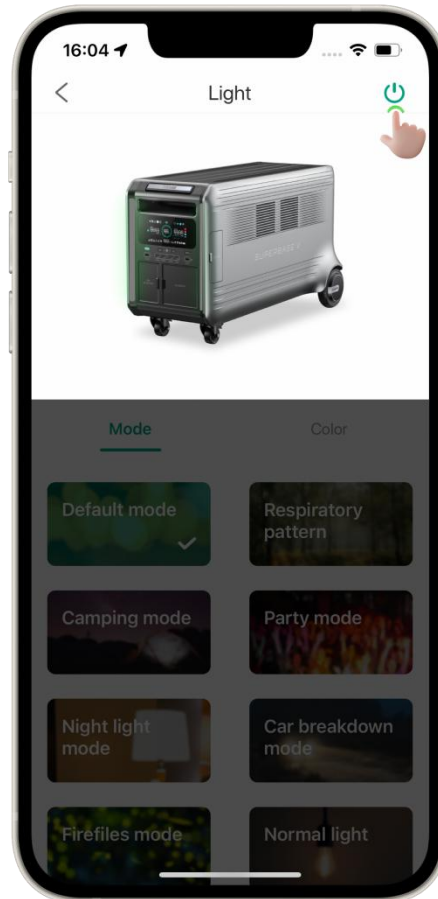 16:04
Light
SUPERBASE V
Mode
Color
Default mode
Respiratory
pattern
Camping mode
Party mode
Night light
mode
Car breakdown
mode
Firefiles mode
Normal light